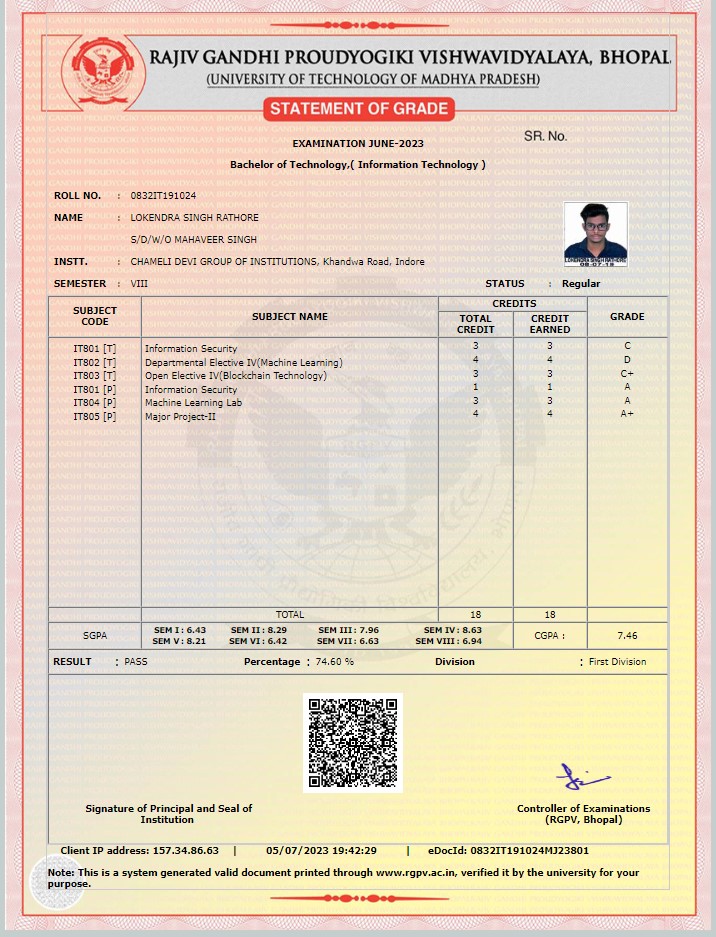 RAJIV GANDHI PROUDYOGIKI VISHWAVIDYALAYA, BHOPAL
(UNIVERSITY OF TECHNOLOGY OF MADHYA PRADESH)
STATEMENT OF GRADE
SR. No.
EXAMINATION JUNE-2023
Bachelor of Technology,( Information Technology )
ROLL NO. : 0832IT191024
NAME : LOKENDRA SINGH RATHORE
S/D/W/O MAHAVEER SINGH
INSTT. : CHAMELI DEVI GROUP OF INSTITUTIONS, Khandwa Road, Indore
SEMESTER : VIII STATUS : Regular
SUBJECT CODE SUBJECT NAME CREDITS GRADE
TOTAL CREDIT CREDIT EARNED
IT801 [T] Information Security 3 3 C
IT802 [T] Departmental Elective IV(Machine Learning) 4 4 D
IT803 [T] Open Elective IV(Blockchain Technology) 3 3 C+
IT801 [P] Information Security 1 1 A
IT804 [P] Machine Learning Lab 3 3 A
IT805 [P] Major Project-II 4 4 A+
TOTAL 18 18
SGPA SEM I : 6.43 SEM II : 8.29 SEM III : 7.96 SEM IV : 8.63 CGPA : 7.46
SEM V : 8.21 SEM VI : 6.42 SEM VII : 6.63 SEM VIII : 6.94
RESULT : PASS Percentage : 74.60 % Division : First Division
Signature of Principal and Seal of
Institution
Controller of Examinations
(RGPV, Bhopal)
Client IP address: 157.34.86.63 | 05/07/2023 19:42:29 | eDocId: 0832IT191024MJ23801
Note: This is a system generated valid document printed through www.rgpv.ac.in, verified it by the university for your
purpose.